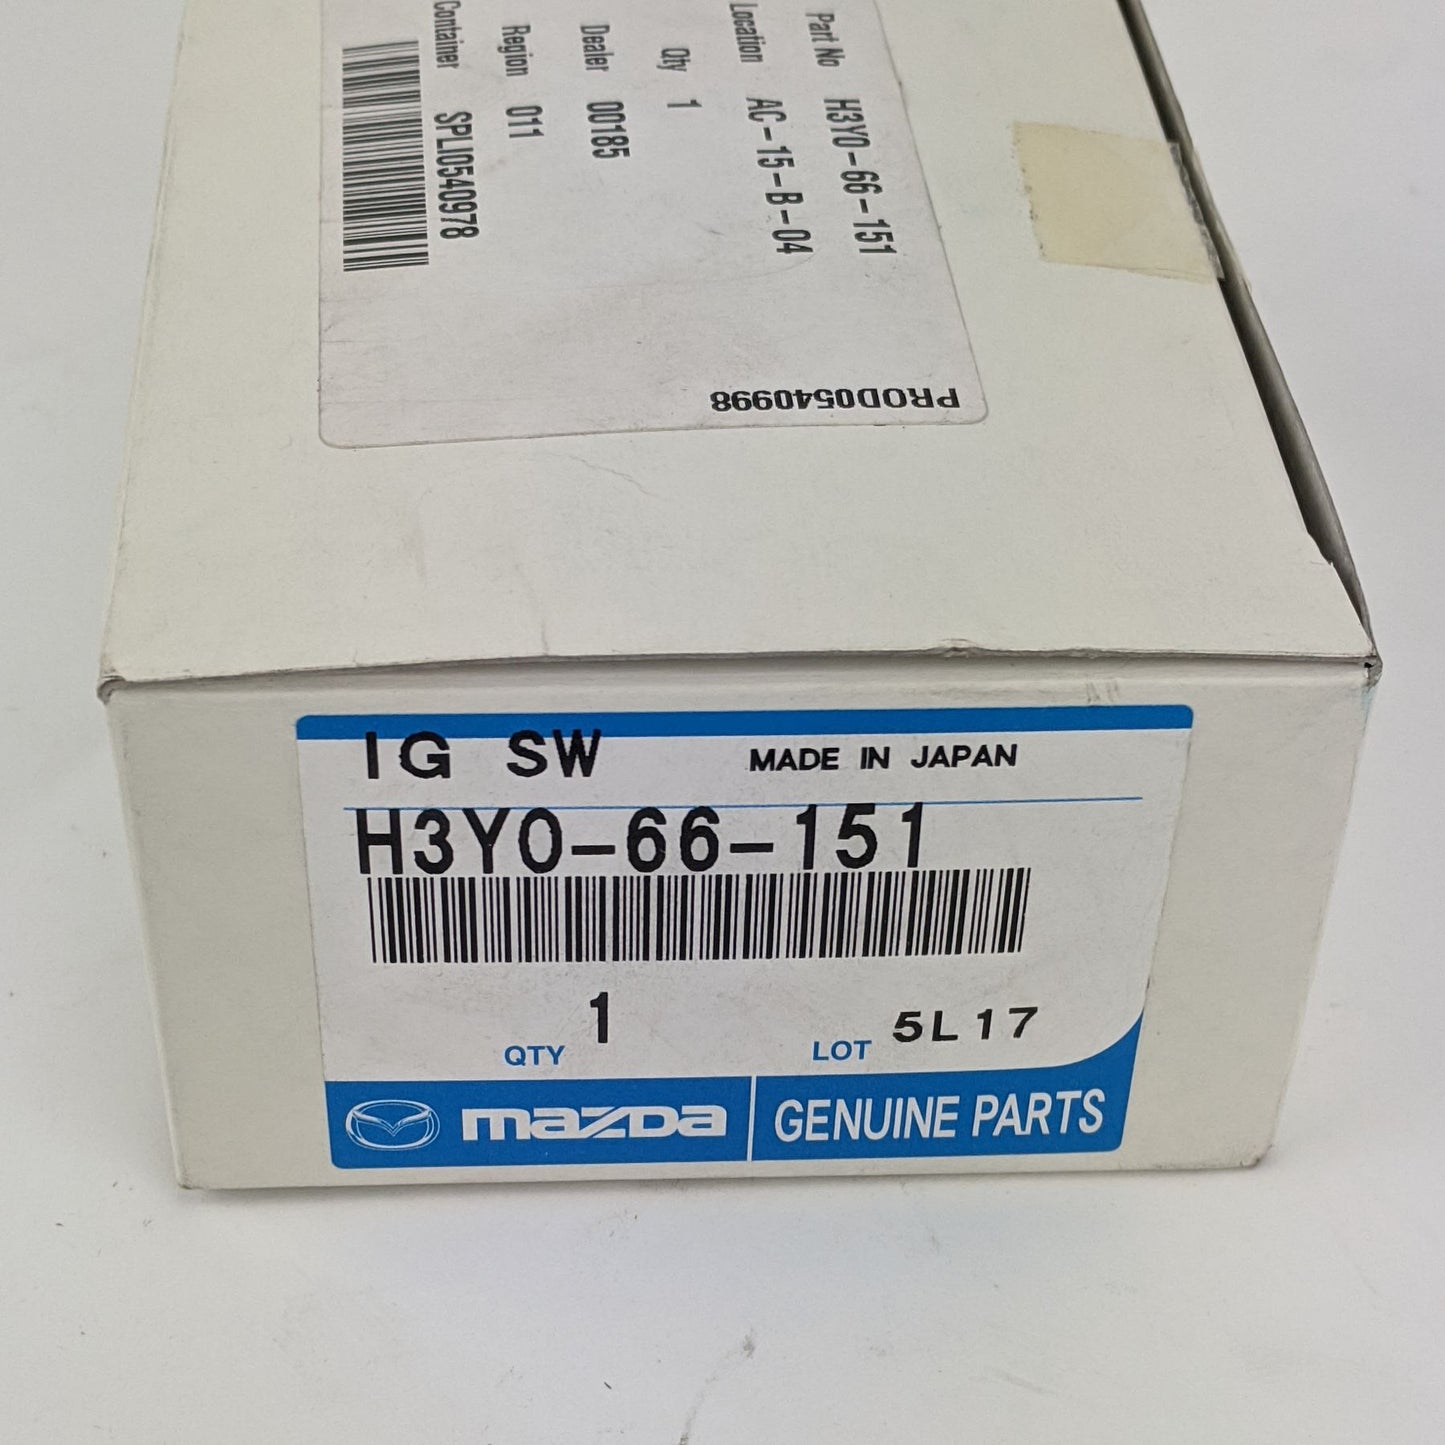 Part No H3Y0-66-151
Location AC-15-B-04
Qty 1
Dealer 00185
Region 011
Container SPLI0540978
PROD0540998
IG SW MADE IN JAPAN
H3Y0-66-151
QTY 1 LOT 5L17
mazda GENUINE PARTS